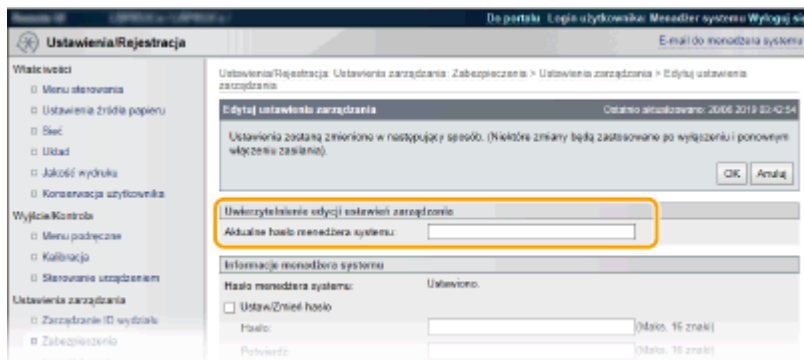 Do portalu Login użytkownika: Menedżer systemu Wyloguj si
Ustawienia/Rejestracja
E-mail do menadżera systemu
Właściwości
Menu sterowania
Ustawienia źródła papieru
Sieć
Układ
Jakość wydruku
Konserwacja użytkownika
Wyjście/Kontrola
Menu podręczne
Kalibracja
Sterowanie urządzeniem
Ustawienia zarządzania
Zarządzanie ID wydziału
Zabezpieczenia
Ustawienia/Rejestracja: Ustawienia zarządzania: Zabezpieczenia > Ustawienia zarządzania > Edytuj ustawienia
zarządzania
Edytuj ustawienia zarządzania
Ostatnio aktualizowano: 20/06 2019 03:42:54
Ustawienia zostaną zmienione w następujący sposób. (Niektóre zmiany będą zastosowane po wyłączeniu i ponownym
włączeniu zasilania).
OK Anuluj
Uwierzytelnienie edycji ustawień zarządzania
Aktualne hasło menedżera systemu:
Informacje menadżera systemu
Hasło menedżera systemu: Ustawiono.
Ustaw/Zmień hasło
Hasło: (Maks. 16 znaki)
Potwierdź: (Maks. 16 znaki)